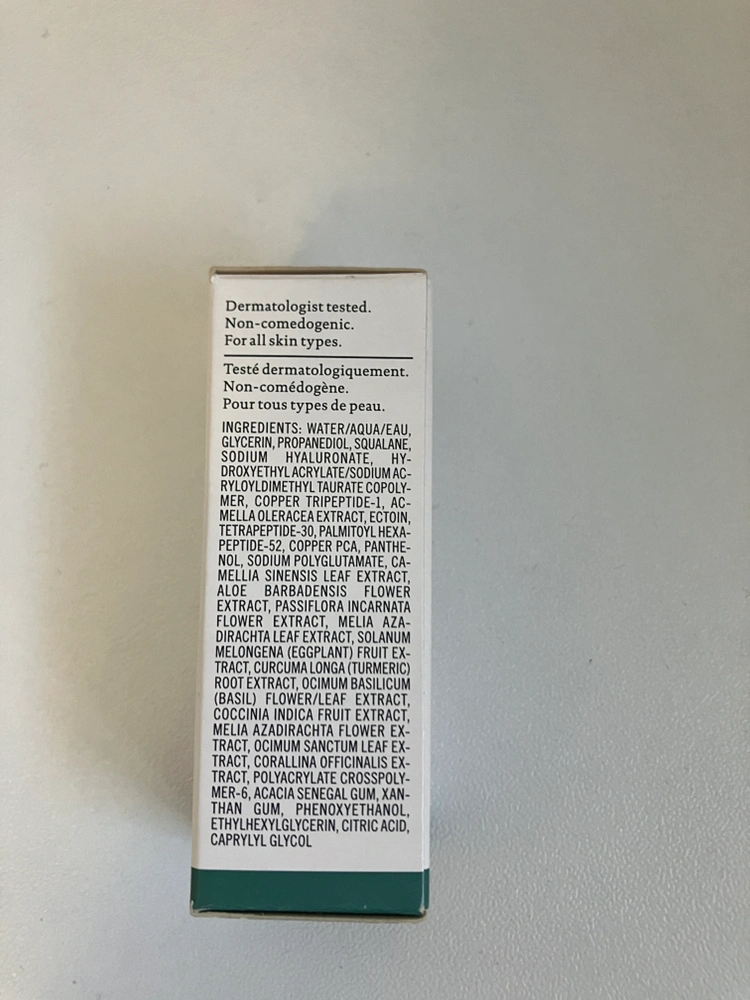 Dermatologist tested.
Non-comedogenic.
For all skin types.
Testé dermatologiquement.
Non-comédogène.
Pour tous types de peau.
INGREDIENTS: WATER/AQUA/EAU,
GLYCERIN, PROPANEDIOL, SQUALANE,
SODIUM HYALURONATE, HY-
DROXYETHYL ACRYLATE/SODIUM AC-
RYLOYLDIMETHYL TAURATE COPOLY-
MER, COPPER TRIPEPTIDE-1, AC-
MELLA OLERACEA EXTRACT, ECTOIN,
TETRAPEPTIDE-30, PALMITOYL HEXA-
PEPTIDE-52, COPPER PCA, PANTHE-
NOL, SODIUM POLYGLUTAMATE, CA-
MELLIA SINENSIS LEAF EXTRACT,
ALOE BARBADENSIS FLOWER
EXTRACT, PASSIFLORA INCARNATA
FLOWER EXTRACT, MELIA AZA-
DIRACHTA LEAF EXTRACT, SOLANUM
MELONGENA (EGGPLANT) FRUIT EX-
TRACT, CURCUMA LONGA (TURMERIC)
ROOT EXTRACT, OCIMUM BASILICUM
(BASIL) FLOWER/LEAF EXTRACT,
COCCINIA INDICA FRUIT EXTRACT,
MELIA AZADIRACHTA FLOWER EX-
TRACT, OCIMUM SANCTUM LEAF EX-
TRACT, CORALLINA OFFICINALIS EX-
TRACT, POLYACRYLATE CROSSPOLY-
MER-6, ACACIA SENEGAL GUM, XAN-
THAN GUM, PHENOXYETHANOL,
ETHYLHEXYLGLYCERIN, CITRIC ACID,
CAPRYLYL GLYCOL